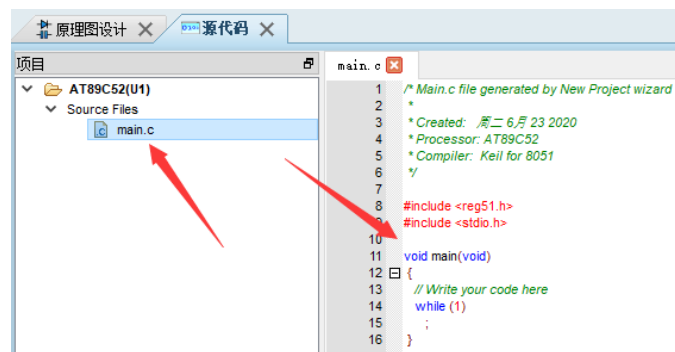 原理图设计
源代码
项目
AT89C52(U1)
Source Files
main.c
main.c
1 /* Main.c file generated by New Project wizard
2 *
3 * Created: 周二 6月 23 2020
4 * Processor: AT89C52
5 * Compiler: Keil for 8051
6 */
7
8 #include <reg51.h>
9 #include <stdio.h>
10
11 void main(void)
12 {
13 // Write your code here
14 while (1)
15 ;
16 }